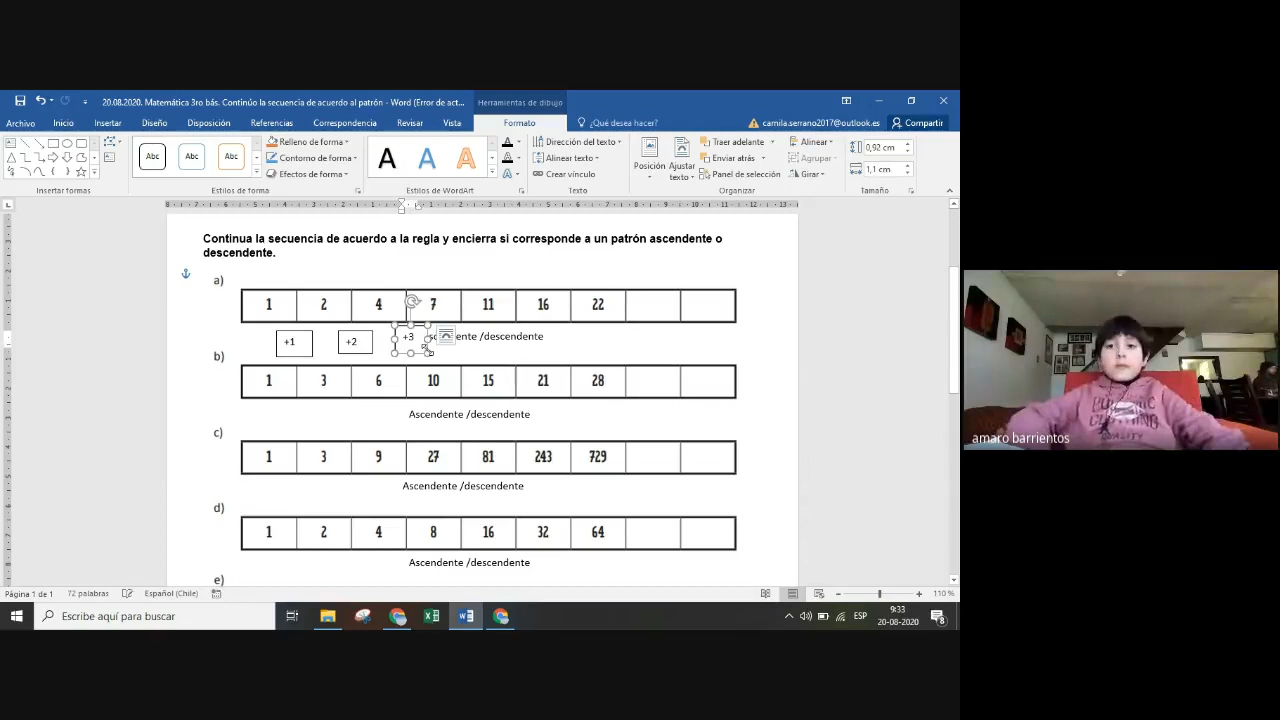 20.08.2020. Matemática 3ro bás. Continúo la secuencia de acuerdo al patrón - Word (Error de act...
Herramientas de dibujo
Archivo Inicio Insertar Diseño Disposición Referencias Correspondencia Revisar Vista Formato ¿Qué desea hacer? camila.serrano2017@outlook.es Compartir
Abc Abc Abc
Relleno de forma
Contorno de forma
Efectos de forma
A A A
Dirección del texto
Alinear texto
Crear vínculo
Posición
Ajustar texto
Traer adelante
Enviar atrás
Panel de selección
Alinear
Agrupar
Girar
0,92 cm
1,1 cm
Insertar formas Estilos de forma Estilos de WordArt Texto Organizar Tamaño
Continua la secuencia de acuerdo a la regla y encierra si corresponde a un patrón ascendente o
descendente.
a)
1 2 4 7 11 16 22
+1 +2 +3 ente /descendente
b)
1 3 6 10 15 21 28
Ascendente /descendente
c)
1 3 9 27 81 243 729
Ascendente /descendente
d)
1 2 4 8 16 32 64
Ascendente /descendente
e)
Página 1 de 1 72 palabras Español (Chile) 110 %
Escribe aquí para buscar
ESP
9:33
20-08-2020
8
amaro barrientos